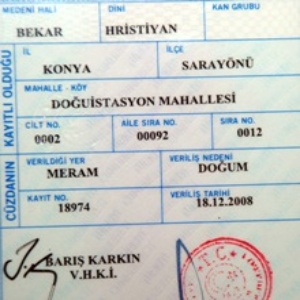 MEDENİ HALİ DİNİ KAN GRUBU
BEKAR HRİSTİYAN
İL İLÇE
KONYA SARAYÖNÜ
MAHALLE - KÖY
DOĞUİSTASYON MAHALLESİ
CİLT NO. AİLE SIRA NO. SIRA NO.
0002 00092 0012
VERİLDİĞİ YER VERİLİŞ NEDENİ
MERAM DOĞUM
KAYIT NO. VERİLİŞ TARİHİ
18974 18.12.2008
CÜZDANIN KAYITLI OLDUĞU
BARIŞ KARKIN
V.H.K.İ.
T.C.